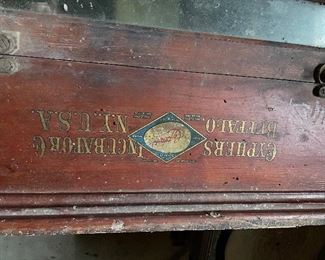 CYPHERS INCUBATOR Co.
BUFFALO, N.Y. U.S.A.